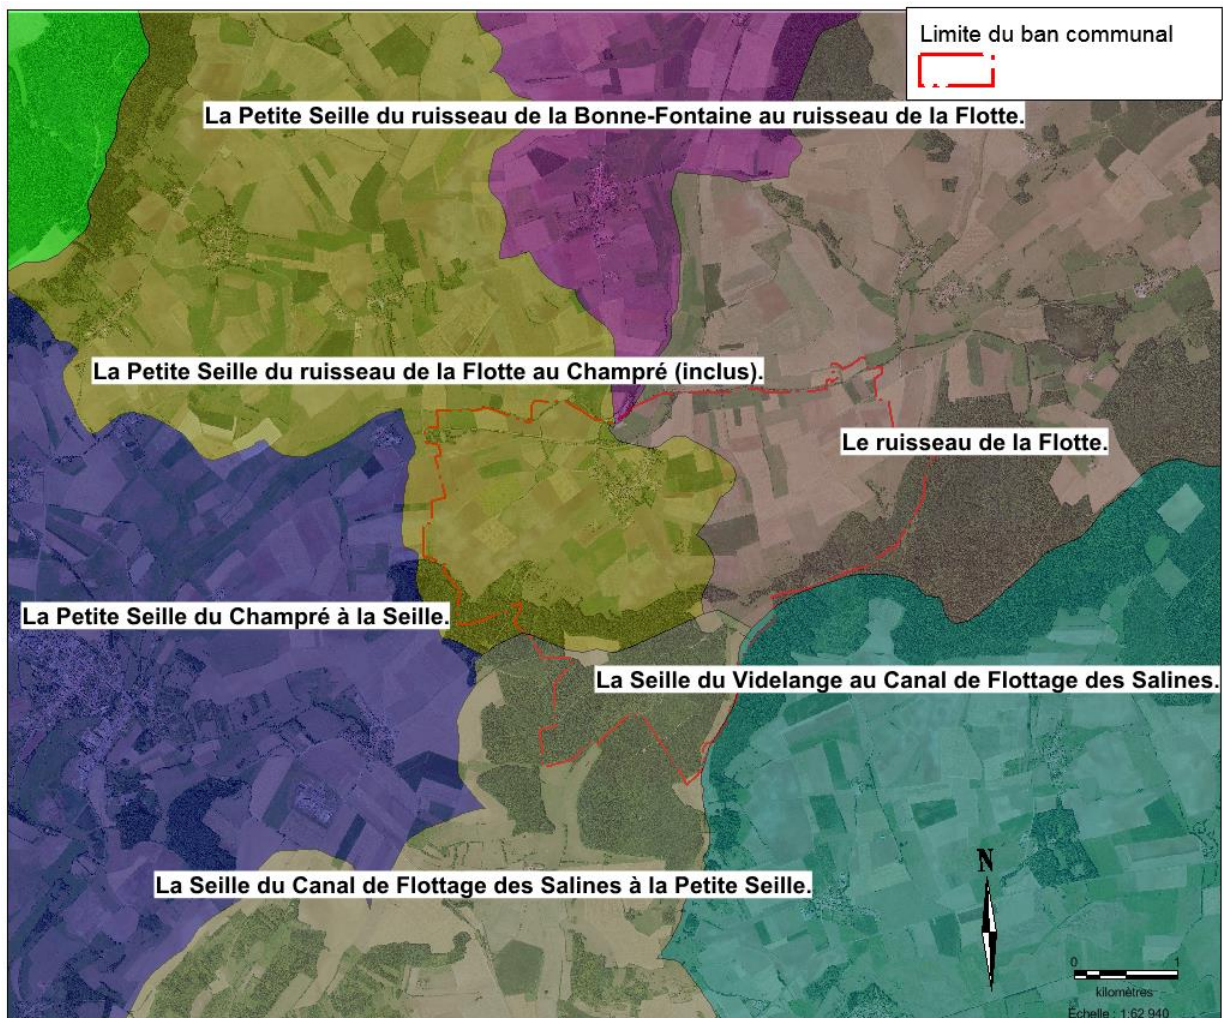 Limite du ban communal
La Petite Seille du ruisseau de la Bonne-Fontaine au ruisseau de la Flotte.
La Petite Seille du ruisseau de la Flotte au Champré (inclus).
Le ruisseau de la Flotte.
La Petite Seille du Champré à la Seille.
La Seille du Videlange au Canal de Flottage des Salines.
La Seille du Canal de Flottage des Salines à la Petite Seille.
N
0 1
kilomètres
Échelle : 1:62 940